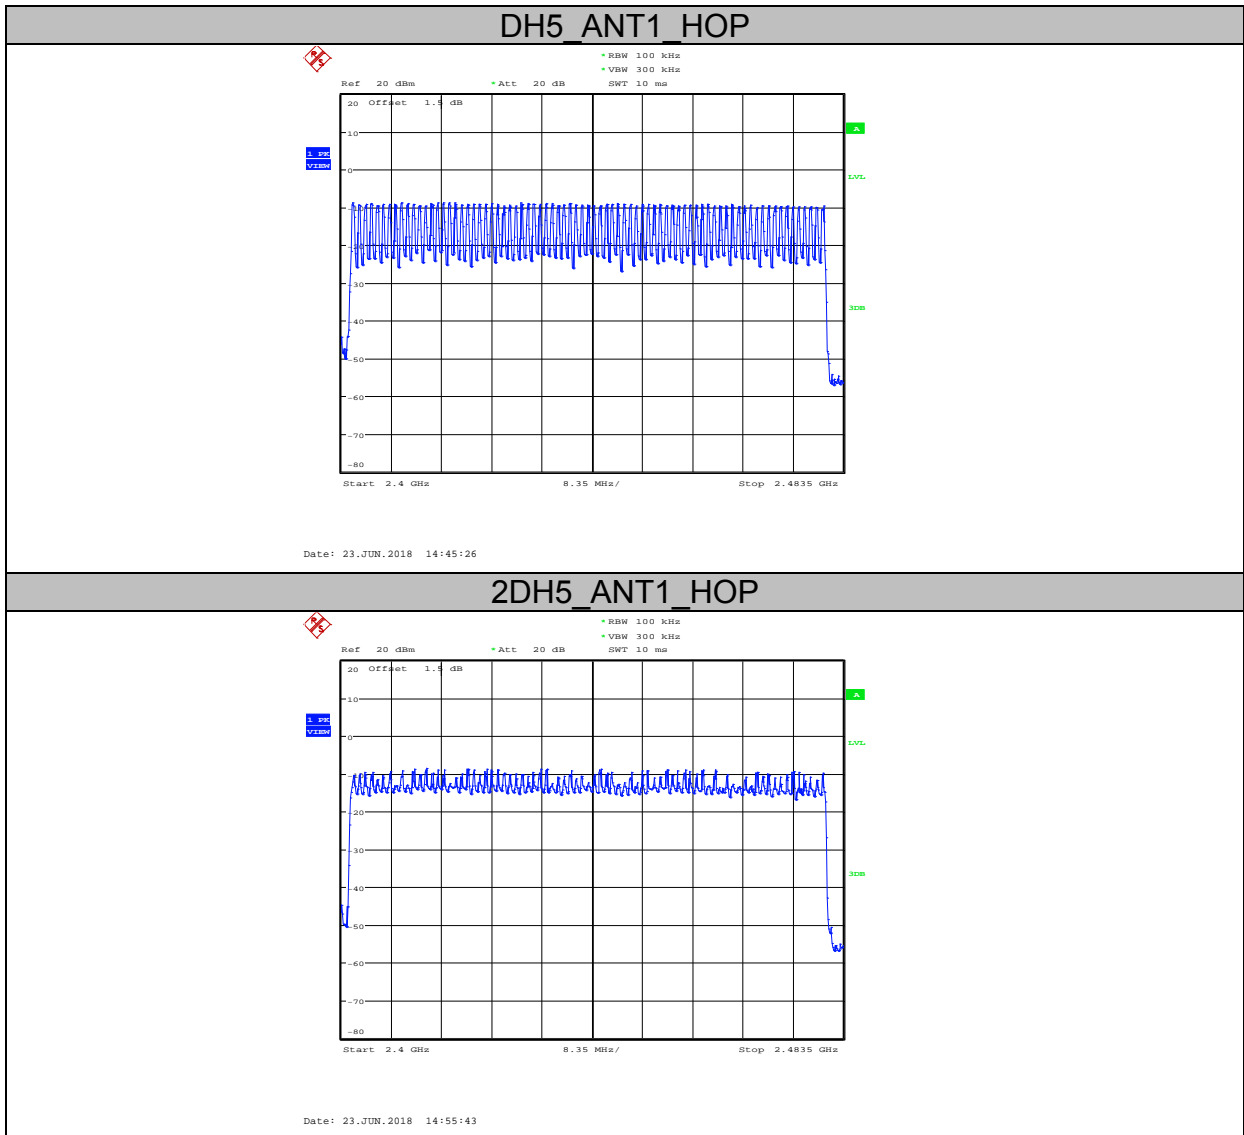 DH5_ANT1_HOP
R S
* RBW 100 kHz
* VBW 300 kHz
Ref 20 dBm * Att 20 dB SWT 10 ms
20 Offset 1.5 dB
A
10
1 PK
VIEW
0
LVL
-10
-20
-30
3DB
-40
-50
-60
-70
-80
Start 2.4 GHz 8.35 MHz/ Stop 2.4835 GHz
Date: 23.JUN.2018 14:45:26
2DH5_ANT1_HOP
R S
* RBW 100 kHz
* VBW 300 kHz
Ref 20 dBm * Att 20 dB SWT 10 ms
20 Offset 1.5 dB
A
10
1 PK
VIEW
0
LVL
-10
-20
-30
3DB
-40
-50
-60
-70
-80
Start 2.4 GHz 8.35 MHz/ Stop 2.4835 GHz
Date: 23.JUN.2018 14:55:43